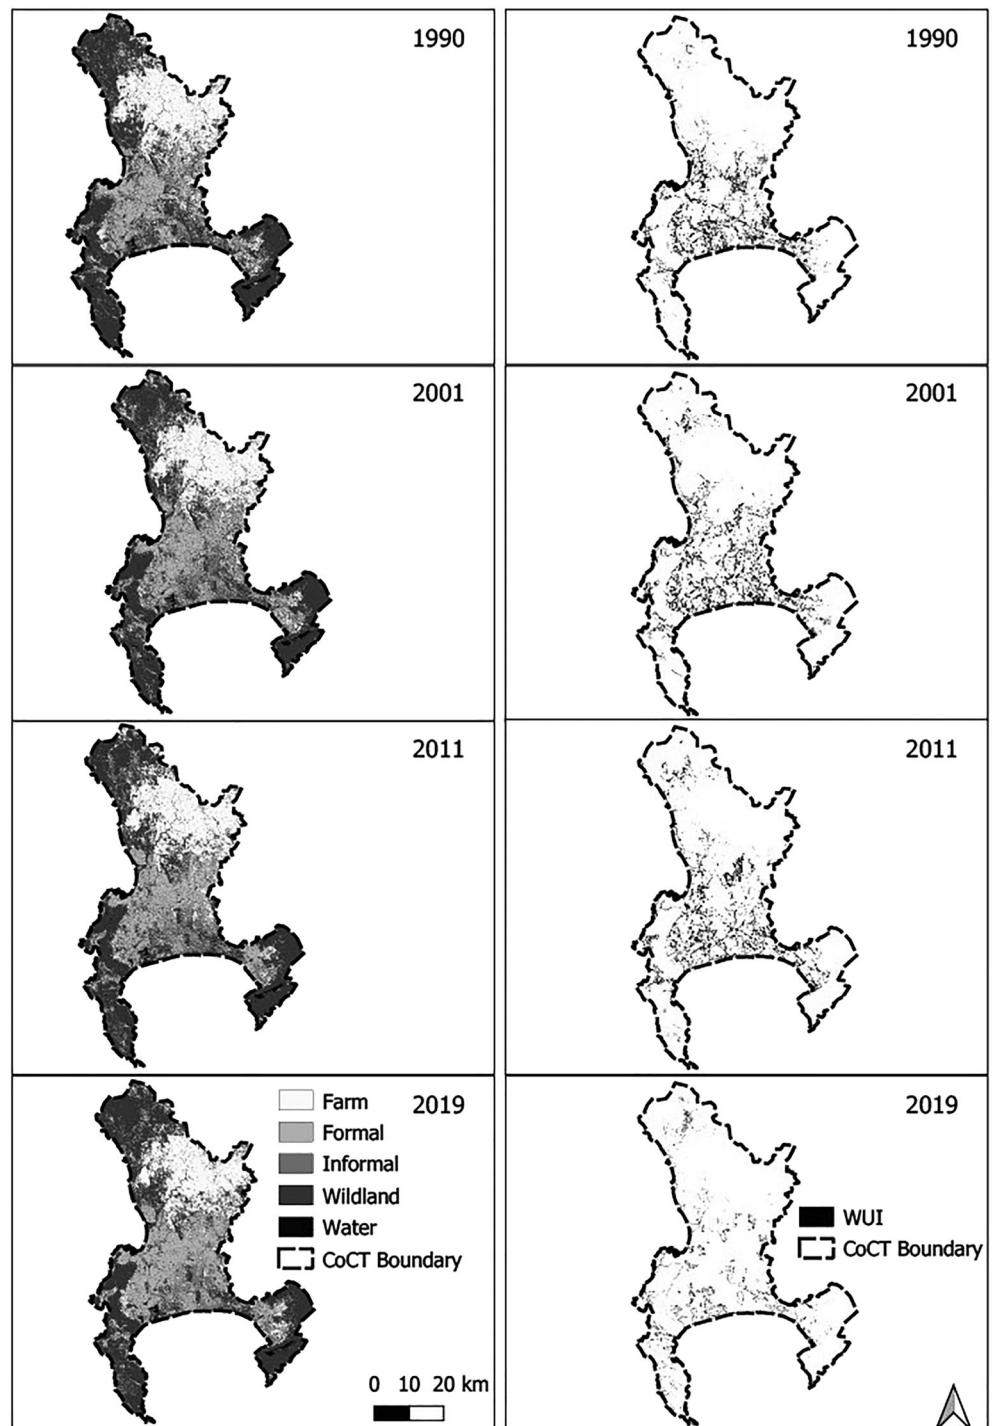 1990
1990
2001
2001
2011
2011
2019
Farm
Formal
Informal
Wildland
Water
CoCT Boundary
0 10 20 km
2019
WUI
CoCT Boundary